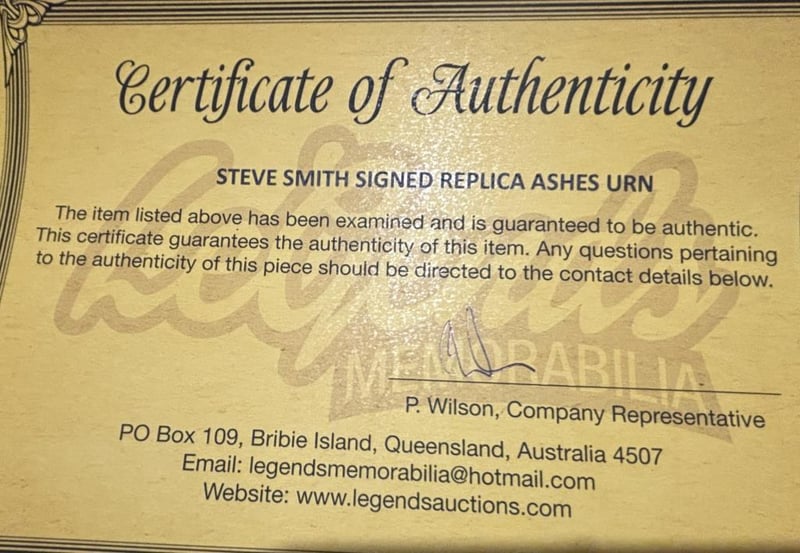 Certificate of Authenticity
STEVE SMITH SIGNED REPLICA ASHES URN
The item listed above has been examined and is guaranteed to be authentic.
This certificate guarantees the authenticity of this item. Any questions pertaining
to the authenticity of this piece should be directed to the contact details below.
Legends
MEMORABILIA
P. Wilson, Company Representative
PO Box 109, Bribie Island, Queensland, Australia 4507
Email: legendsmemorabilia@hotmail.com
Website: www.legendsauctions.com